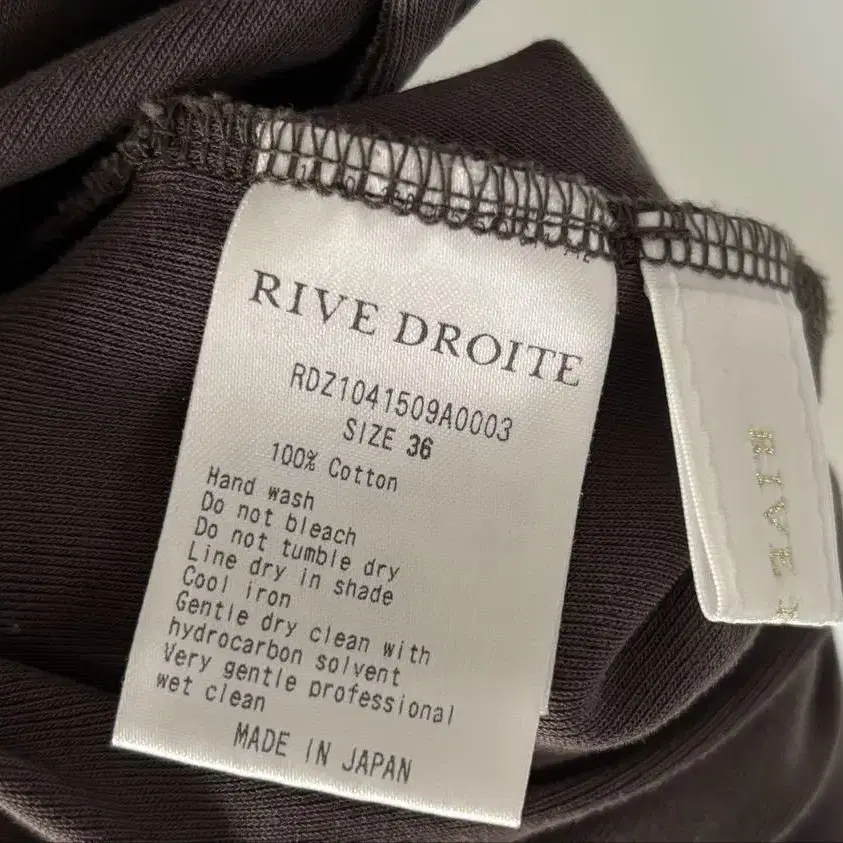 RIVE DROITE
RDZ1041509A0003
SIZE 36
100% Cotton
Hand wash
Do not bleach
Do not tumble dry
Line dry in shade
Cool iron
Gentle dry clean with
hydrocarbon solvent
Very gentle professional
wet clean
MADE IN JAPAN
RIVE